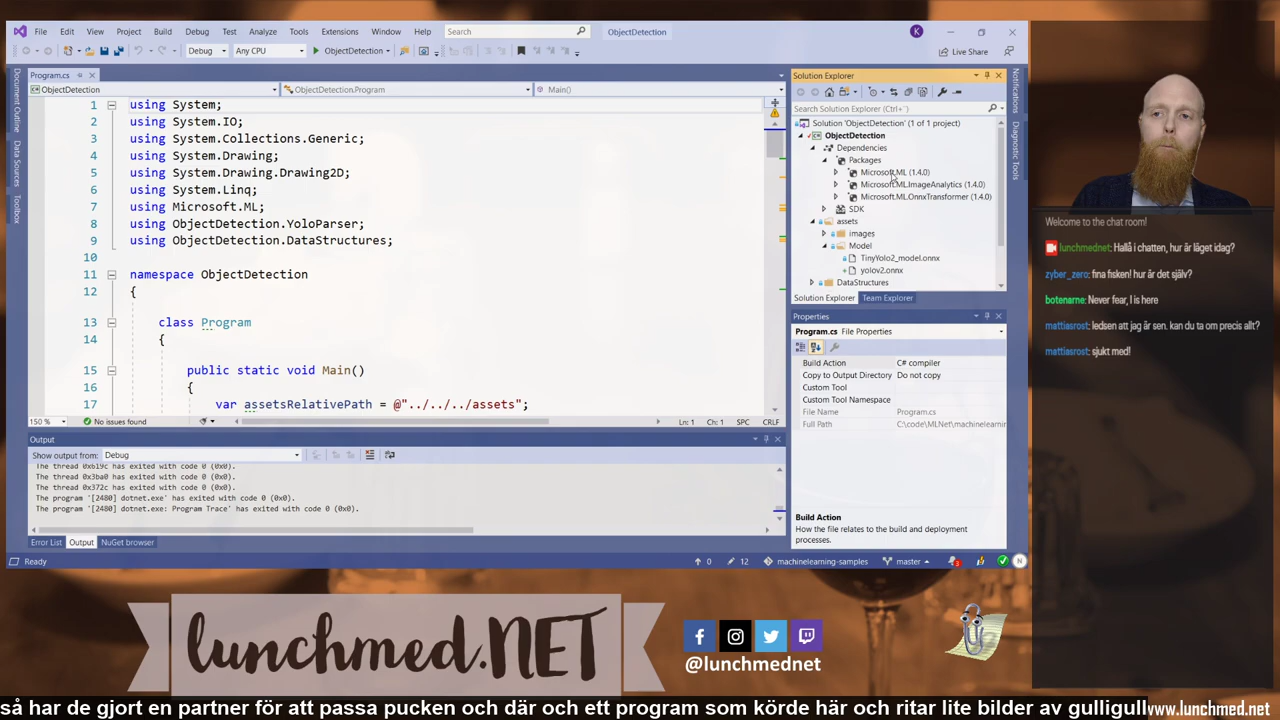 File Edit View Project Build Debug Test Analyze Tools Extensions Window Help Search ObjectDetection K
Debug Any CPU ObjectDetection Live Share
Document Outline
Data Sources
Toolbox
Program.cs
ObjectDetection ObjectDetection.Program Main()
1 using System;
2 using System.IO;
3 using System.Collections.Generic;
4 using System.Drawing;
5 using System.Drawing.Drawing2D;
6 using System.Linq;
7 using Microsoft.ML;
8 using ObjectDetection.YoloParser;
9 using ObjectDetection.DataStructures;
10
11 namespace ObjectDetection
12 {
13 class Program
14 {
15 public static void Main()
16 {
17 var assetsRelativePath = @"../../../assets";
150 % No issues found Ln: 1 Ch: 1 SPC CRLF
Output
Show output from: Debug
The thread 0x619c has exited with code 0 (0x0).
The thread 0x3ba0 has exited with code 0 (0x0).
The thread 0x372c has exited with code 0 (0x0).
The program '[2480] dotnet.exe' has exited with code 0 (0x0).
The program '[2480] dotnet.exe: Program Trace' has exited with code 0 (0x0).
Error List Output NuGet browser
Solution Explorer
Search Solution Explorer (Ctrl+¨)
Solution 'ObjectDetection' (1 of 1 project)
ObjectDetection
Dependencies
Packages
Microsoft.ML (1.4.0)
Microsoft.ML.ImageAnalytics (1.4.0)
Microsoft.ML.OnnxTransformer (1.4.0)
SDK
assets
images
Model
TinyYolo2_model.onnx
yolov2.onnx
DataStructures
Solution Explorer Team Explorer
Properties
Program.cs File Properties
Build Action C# compiler
Copy to Output Directory Do not copy
Custom Tool
Custom Tool Namespace
File Name Program.cs
Full Path C:\code\MLNet\machinelearnin
Build Action
How the file relates to the build and deployment
processes.
Notifications
Diagnostic Tools
Ready 0 12 machinelearning-samples master 3 N
Welcome to the chat room!
lunchmednet: Hallå i chatten, hur är läget idag?
zyber_zero: fina fisken! hur är det själv?
botename: Never fear, I is here
mattiasrost: ledsen att jag är sen. kan du ta om precis allt?
mattiasrost: sjukt med!
lunchmed.NET
@lunchmednet
så har de gjort en partner för att passa pucken och där och ett program som körde här och ritar lite bilder av gulligull
www.lunchmed.net